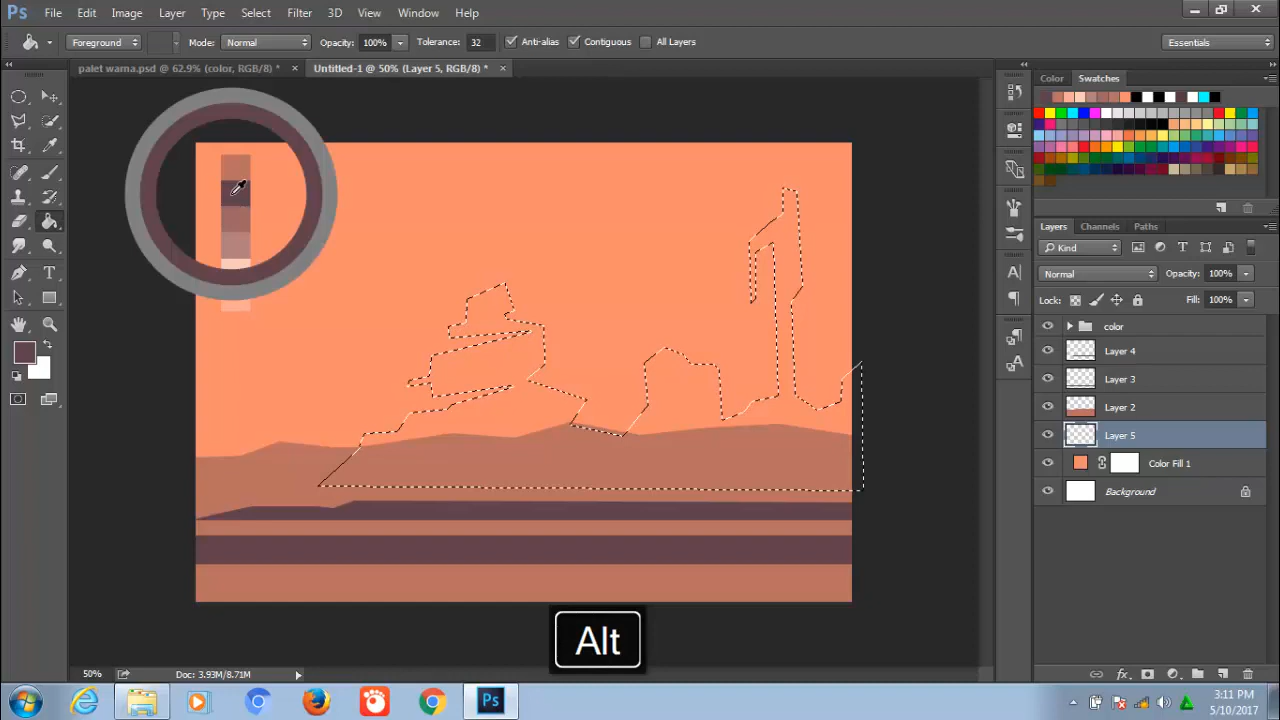 Ps File Edit Image Layer Type Select Filter 3D View Window Help
Foreground Mode: Normal Opacity: 100% Tolerance: 32 Anti-alias Contiguous All Layers Essentials
palet warna.psd @ 62.9% (color, RGB/8) * × Untitled-1 @ 50% (Layer 5, RGB/8) * ×
Color Swatches
Layers Channels Paths
Kind
Normal Opacity: 100%
Lock: Fill: 100%
color
Layer 4
Layer 3
Layer 2
Layer 5
Color Fill 1
Background
Alt
50% Doc: 3.93M/8.71M
fx
Ps
3:11 PM
5/10/2017